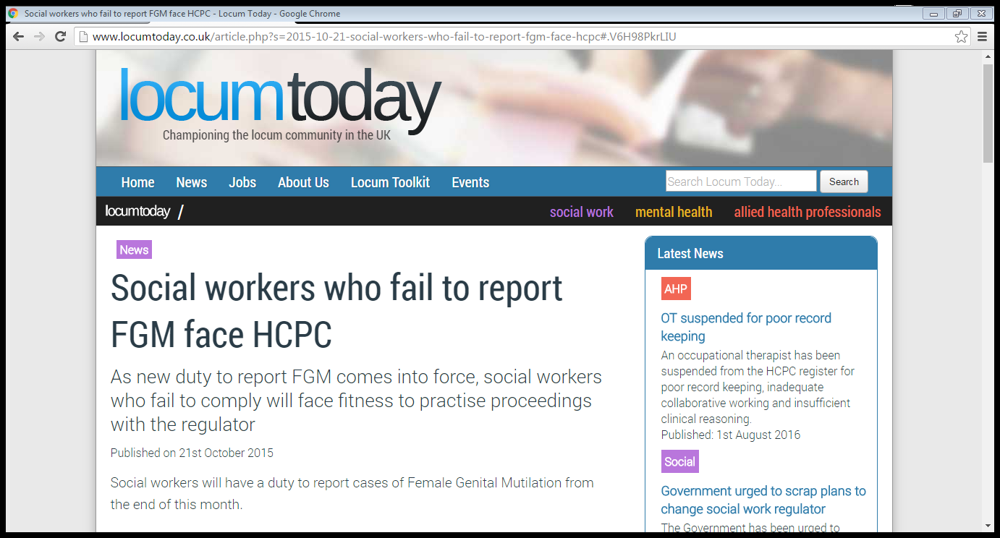 Social workers who fail to report FGM face HCPC - Locum Today - Google Chrome
www.locumtoday.co.uk/article.php?s=2015-10-21-social-workers-who-fail-to-report-fgm-face-hcpc#.V6H98PkrLIU
locumtoday
Championing the locum community in the UK
Home News Jobs About Us Locum Toolkit Events Search Locum Today... Search
locumtoday / social work mental health allied health professionals
News
Social workers who fail to report
FGM face HCPC
As new duty to report FGM comes into force, social workers
who fail to comply will face fitness to practise proceedings
with the regulator
Published on 21st October 2015
Social workers will have a duty to report cases of Female Genital Mutilation from
the end of this month.
Latest News
AHP
OT suspended for poor record
keeping
An occupational therapist has been
suspended from the HCPC register for
poor record keeping, inadequate
collaborative working and insufficient
clinical reasoning.
Published: 1st August 2016
Social
Government urged to scrap plans to
change social work regulator
The Government has been urged to